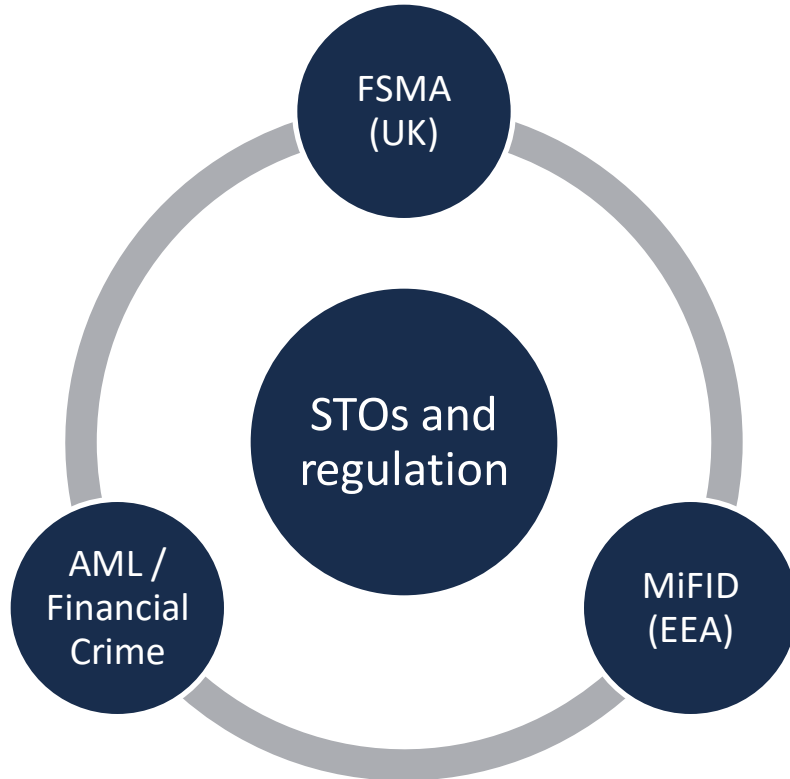 FSMA
(UK)
STOs and
regulation
AML /
Financial
Crime
MiFID
(EEA)